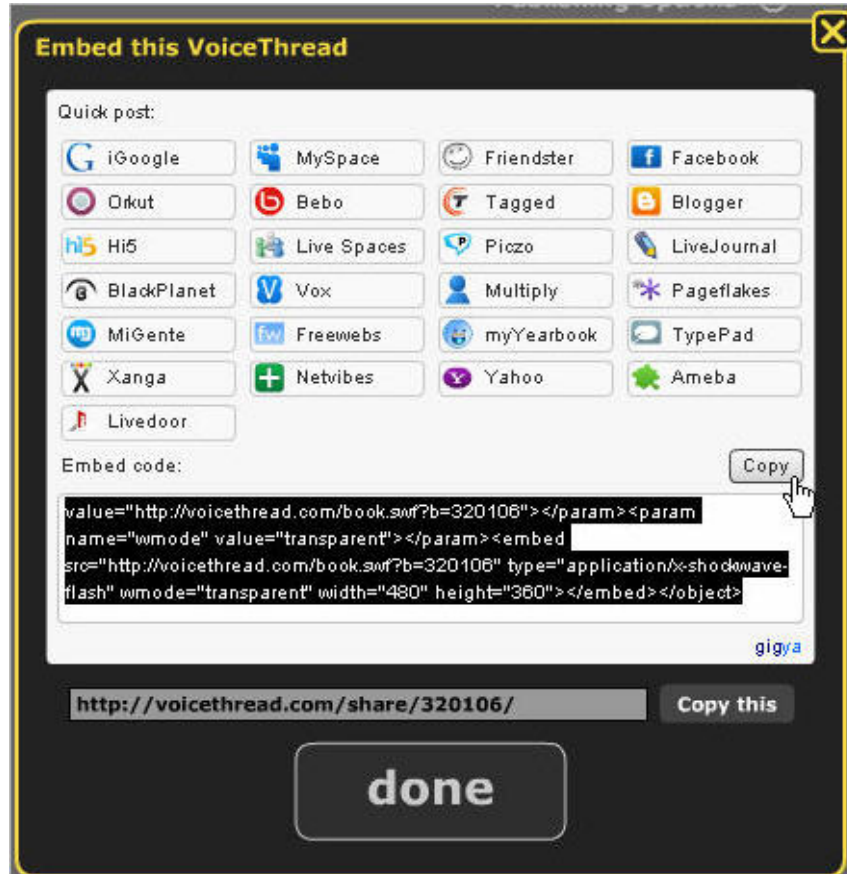 Publishing Options
Embed this VoiceThread
Quick post:
iGoogle MySpace Friendster Facebook
Orkut Bebo Tagged Blogger
hi5 Hi5 Live Spaces Piczo LiveJournal
BlackPlanet Vox Multiply Pageflakes
MiGente fw Freewebs myYearbook TypePad
Xanga Netvibes Yahoo Ameba
Livedoor
Embed code: Copy
value="http://voicethread.com/book.swf?b=320106"></param><param
name="wmode" value="transparent"></param><embed
src="http://voicethread.com/book.swf?b=320106" type="application/x-shockwave-
flash" wmode="transparent" width="480" height="360"></embed></object>
gigya
http://voicethread.com/share/320106/ Copy this
done